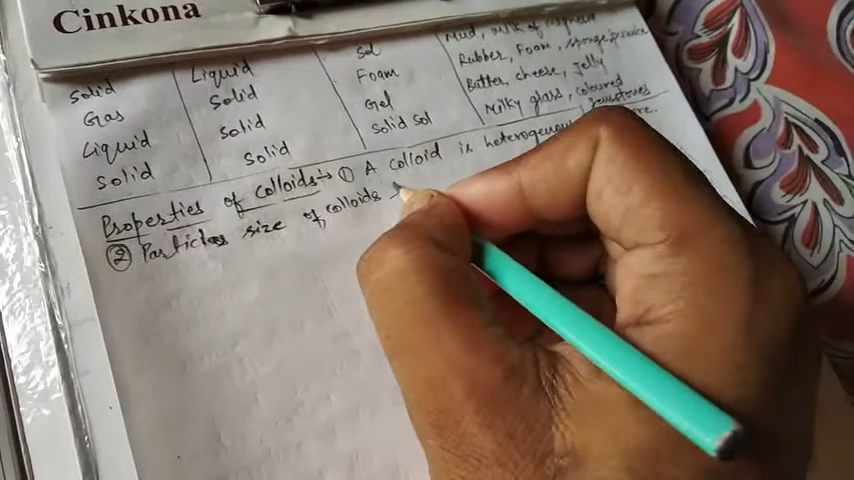 Cinkona
Solid Liquid Sol Mud, Milk of Magnesia
Gas Solid Foam Rubber, Foam, sponge, pumice
Liquid Solid Gel Butter, cheese, Jelly
Solid Solid Solid Sol Milky glass, coloured gemstones
Properties of colloids → ① A colloid is heterogenous
② Particles size of colloids